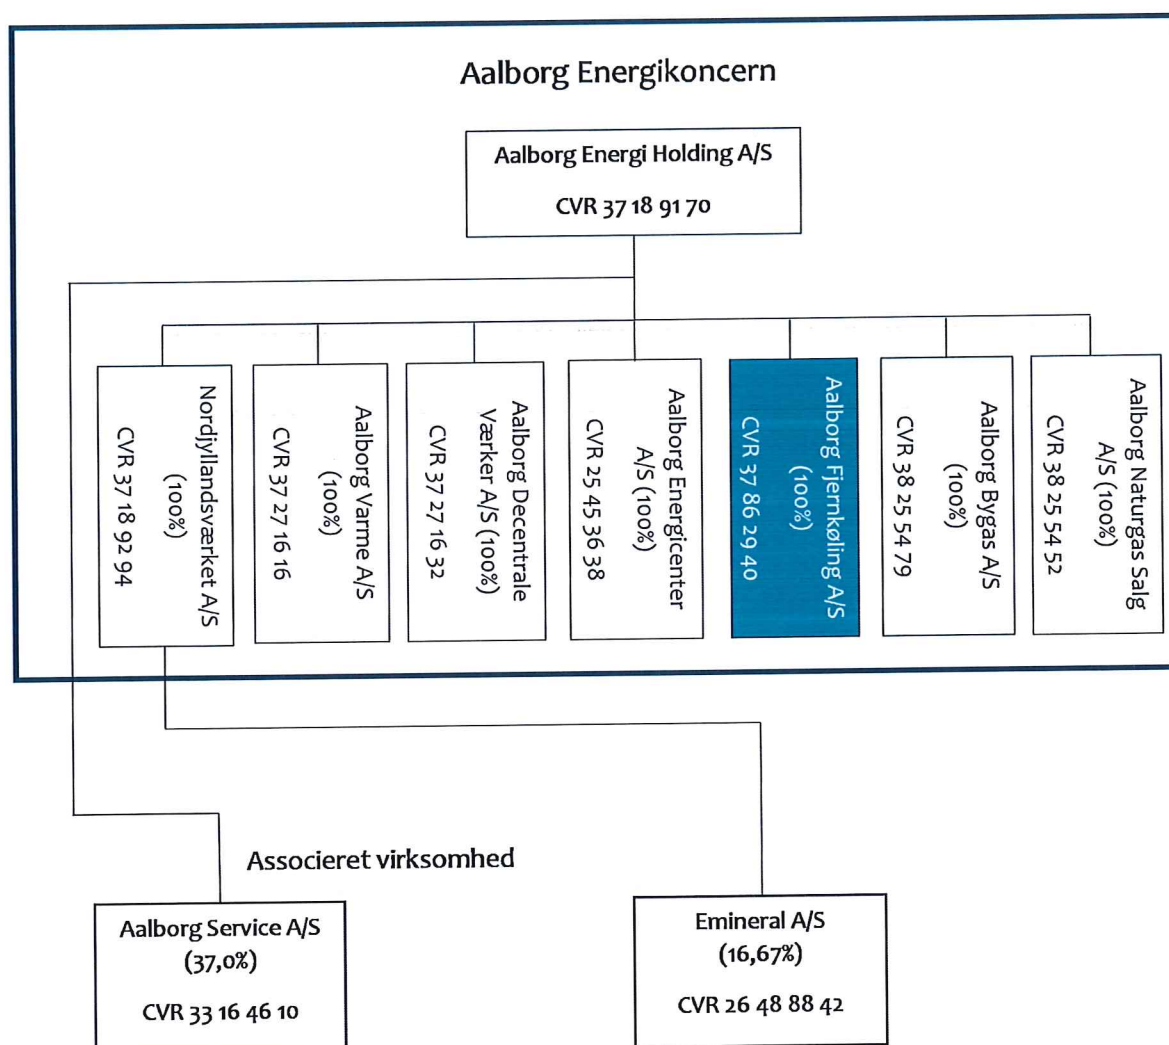 Aalborg Energikoncern
Aalborg Energi Holding A/S
CVR 37 18 91 70
Nordjyllandsværket A/S
(100%)
CVR 37 18 92 94
Aalborg Varme A/S
(100%)
CVR 37 27 16 16
Aalborg Decentrale
Værker A/S (100%)
CVR 37 27 16 32
Aalborg Energicenter
A/S (100%)
CVR 25 45 36 38
Aalborg Fjernkøling A/S
(100%)
CVR 37 86 29 40
Aalborg Bygas A/S
(100%)
CVR 38 25 54 79
Aalborg Naturgas Salg
A/S (100%)
CVR 38 25 54 52
Associeret virksomhed
Aalborg Service A/S
(37,0%)
CVR 33 16 46 10
Emineral A/S
(16,67%)
CVR 26 48 88 42